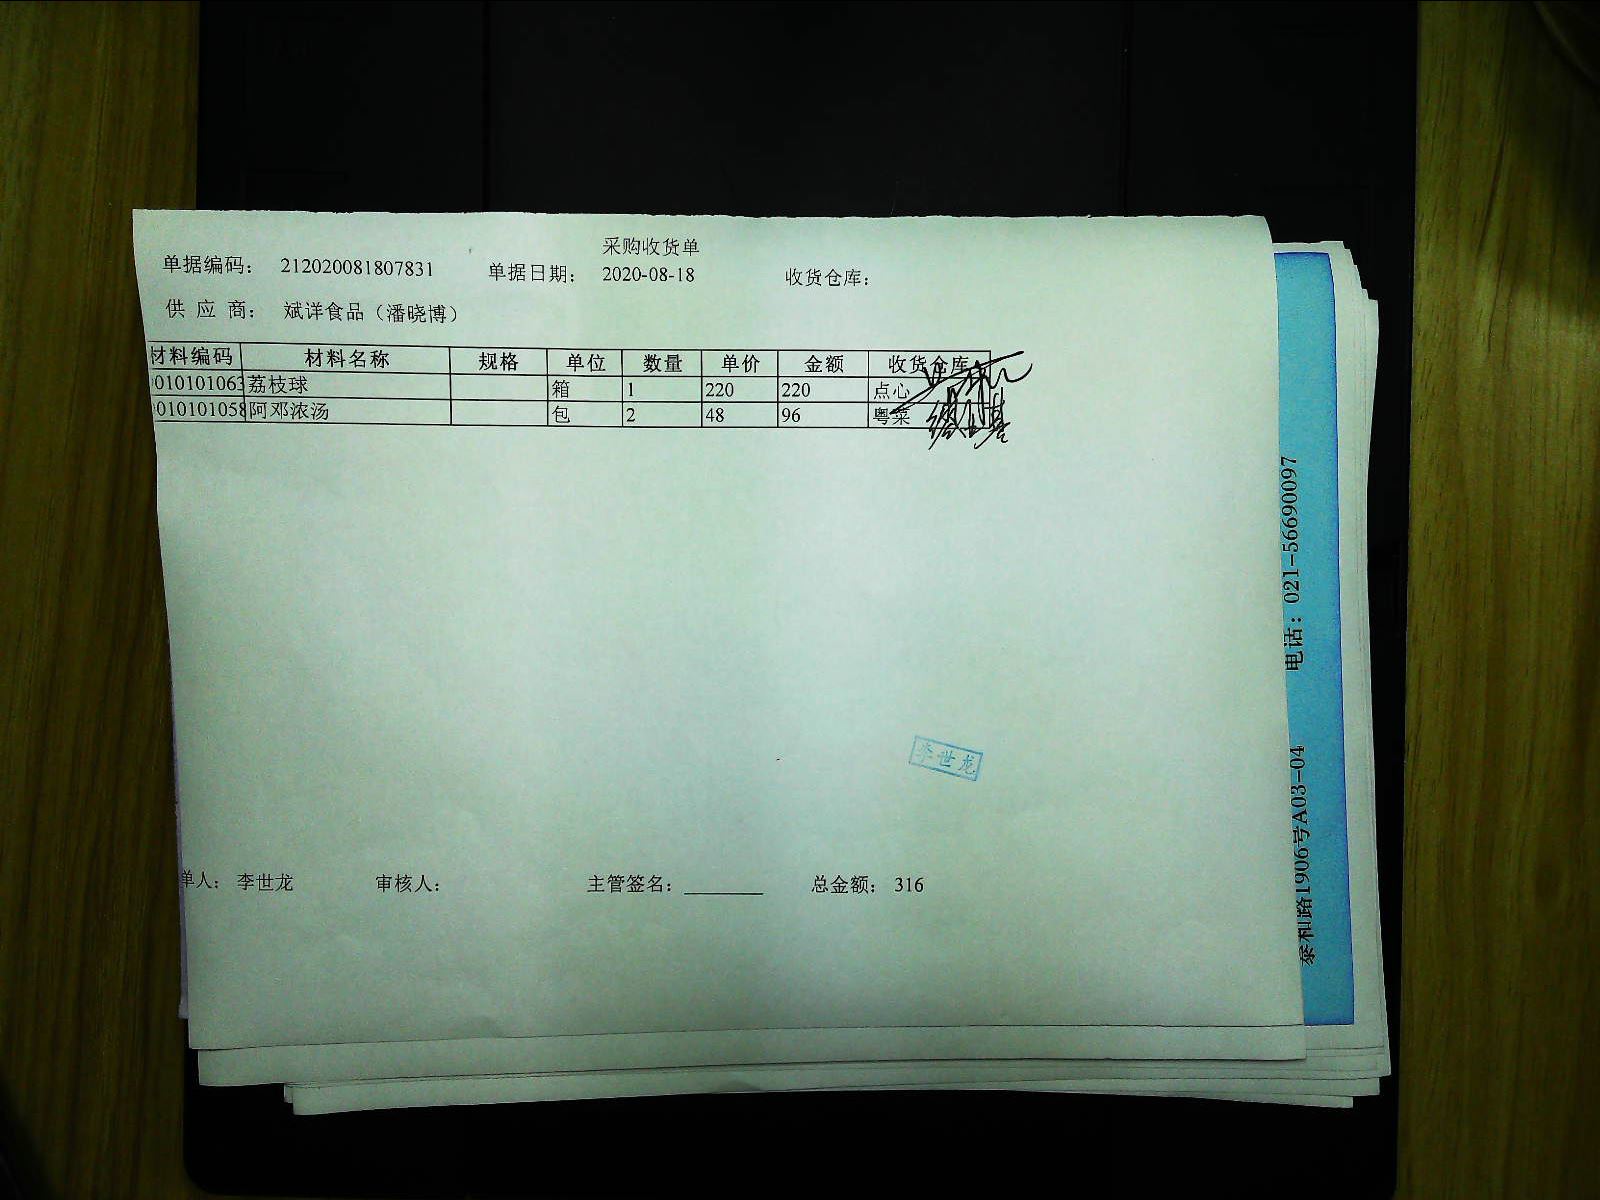 采购收货单
单据编码： 212020081807831 单据日期： 2020-08-18 收货仓库：
供 应 商： 斌洋食品（潘晓博）
材料编码 材料名称 规格 单位 数量 单价 金额 收货仓库
010101063 荔枝球 箱 1 220 220 点心
010101058 阿邓浓汤 包 2 48 96 粤菜
李世龙
单人： 李世龙 审核人： 主管签名： 总金额： 316
泰和路1906号A03-04 电话：021-56690097